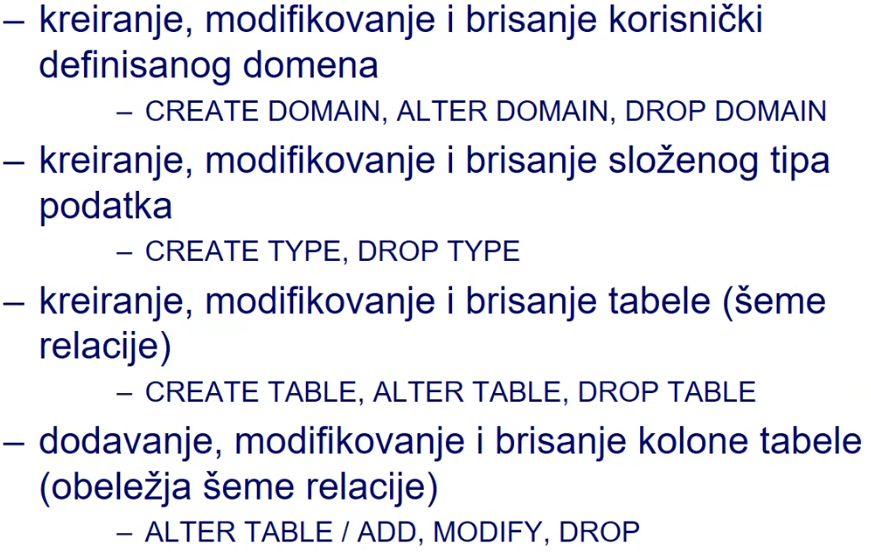 – kreiranje, modifikovanje i brisanje korisnički
definisanog domena
– CREATE DOMAIN, ALTER DOMAIN, DROP DOMAIN
– kreiranje, modifikovanje i brisanje složenog tipa
podatka
– CREATE TYPE, DROP TYPE
– kreiranje, modifikovanje i brisanje tabele (šeme
relacije)
– CREATE TABLE, ALTER TABLE, DROP TABLE
– dodavanje, modifikovanje i brisanje kolone tabele
(obeležja šeme relacije)
– ALTER TABLE / ADD, MODIFY, DROP